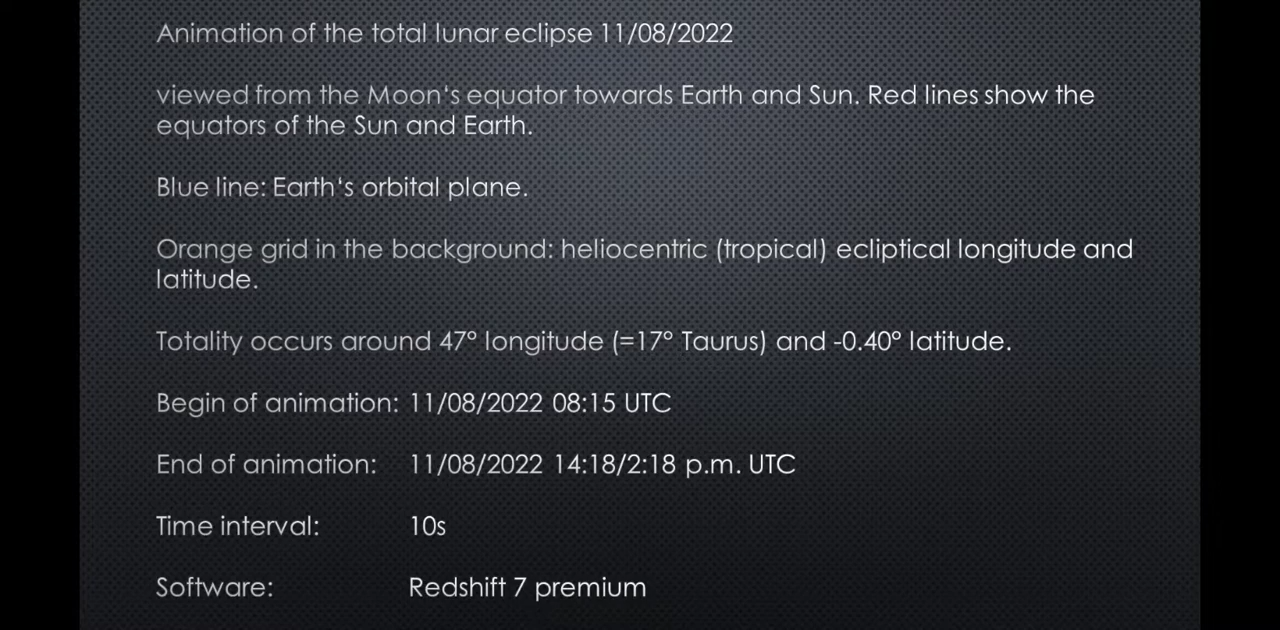 Animation of the total lunar eclipse 11/08/2022
viewed from the Moon‘s equator towards Earth and Sun. Red lines show the
equators of the Sun and Earth.
Blue line: Earth‘s orbital plane.
Orange grid in the background: heliocentric (tropical) ecliptical longitude and
latitude.
Totality occurs around 47° longitude (=17° Taurus) and -0.40° latitude.
Begin of animation: 11/08/2022 08:15 UTC
End of animation: 11/08/2022 14:18/2:18 p.m. UTC
Time interval: 10s
Software: Redshift 7 premium